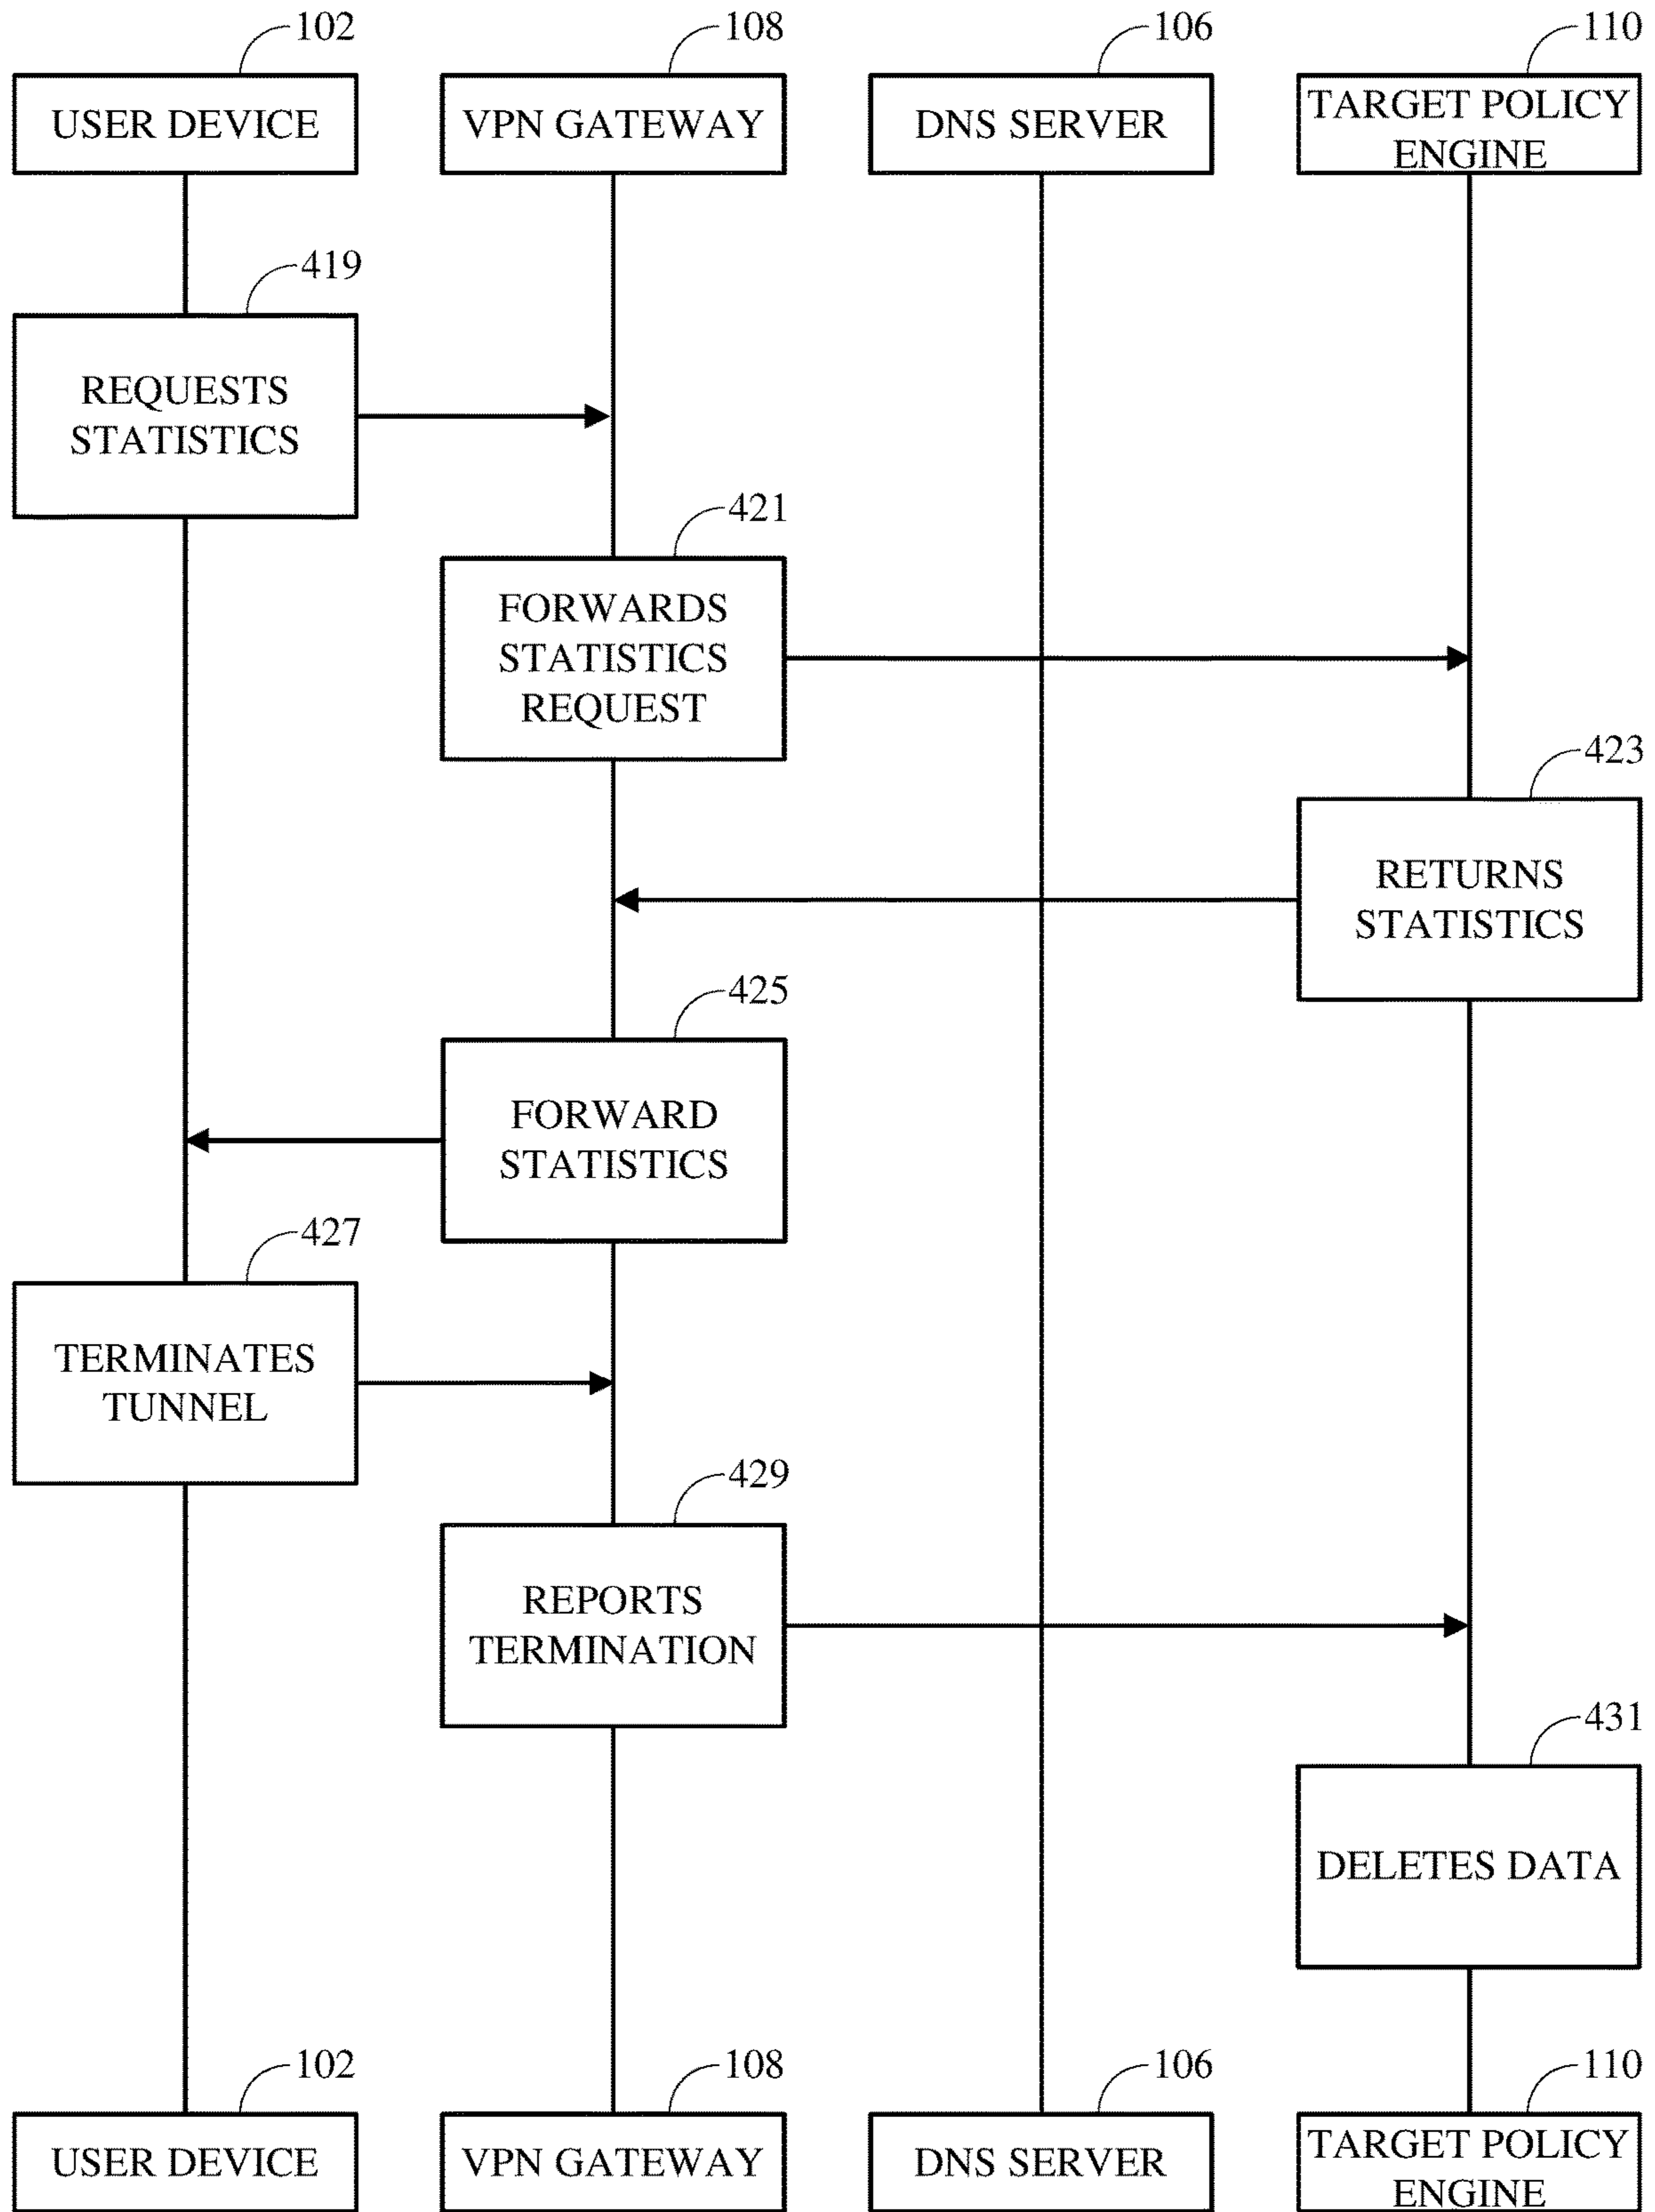 102
108
106
110
USER DEVICE
VPN GATEWAY
DNS SERVER
TARGET POLICY
ENGINE
419
REQUESTS
STATISTICS
421
FORWARDS
STATISTICS
REQUEST
423
RETURNS
STATISTICS
425
FORWARD
STATISTICS
427
TERMINATES
TUNNEL
429
REPORTS
TERMINATION
431
DELETES DATA
102
108
106
110
USER DEVICE
VPN GATEWAY
DNS SERVER
TARGET POLICY
ENGINE